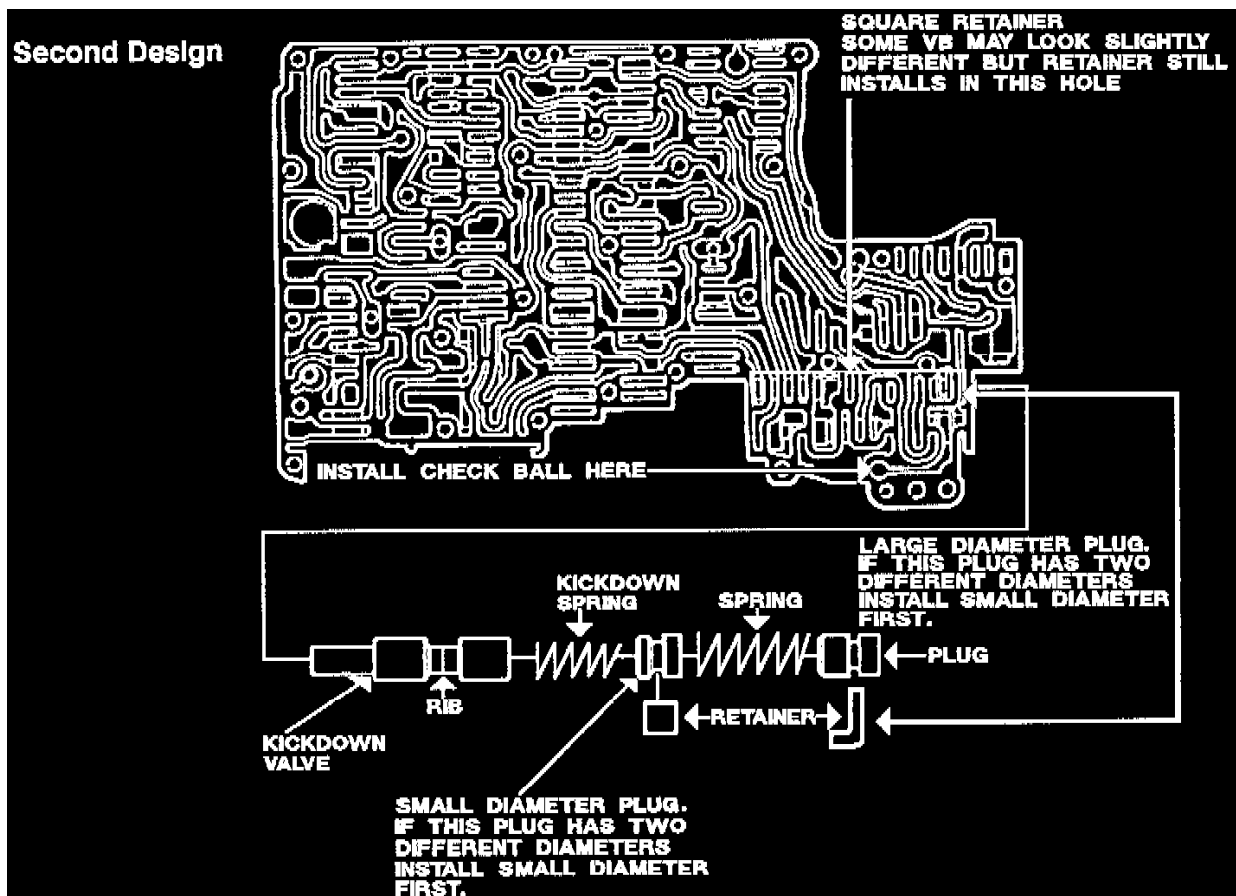 Second Design
SQUARE RETAINER
SOME VB MAY LOOK SLIGHTLY
DIFFERENT BUT RETAINER STILL
INSTALLS IN THIS HOLE
INSTALL CHECK BALL HERE
LARGE DIAMETER PLUG.
IF THIS PLUG HAS TWO
DIFFERENT DIAMETERS
INSTALL SMALL DIAMETER
FIRST.
KICKDOWN
SPRING
SPRING
PLUG
RIB
RETAINER
KICKDOWN
VALVE
SMALL DIAMETER PLUG.
IF THIS PLUG HAS TWO
DIFFERENT DIAMETERS
INSTALL SMALL DIAMETER
FIRST.